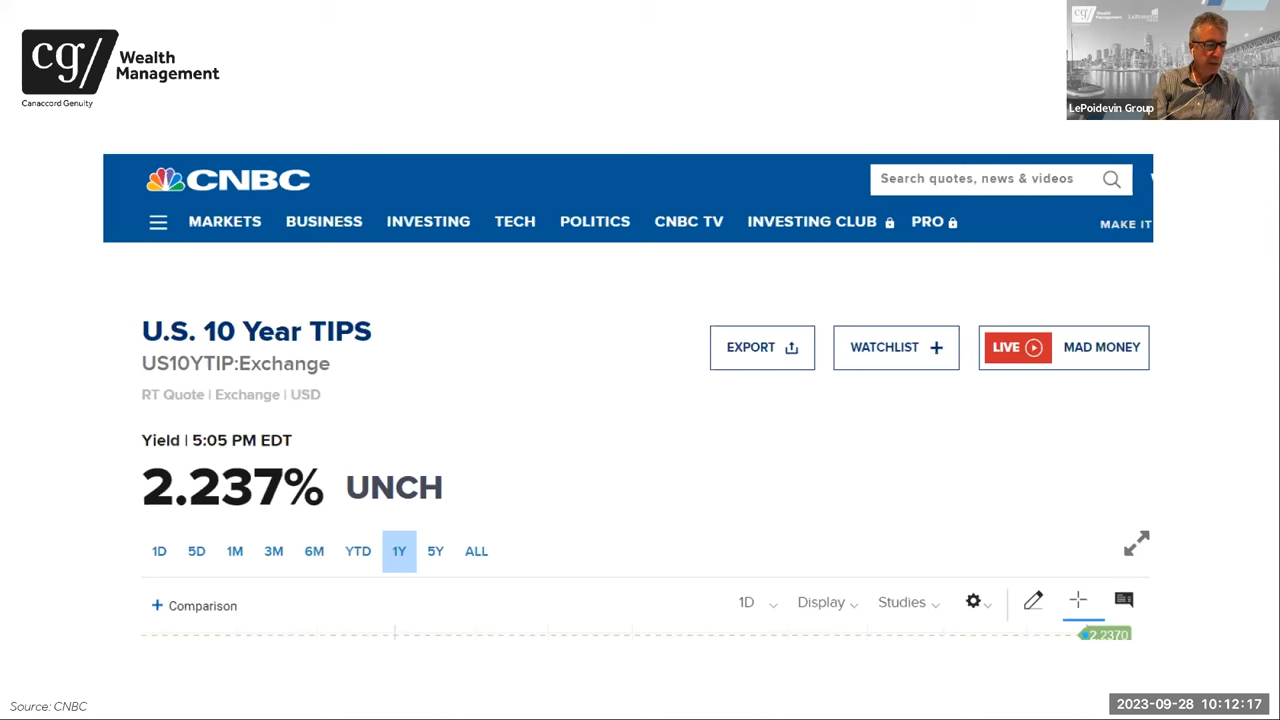 cg/ Wealth
Management
Canaccord Genuity
LePoidevin Group
CNBC
Search quotes, news & videos
MARKETS BUSINESS INVESTING TECH POLITICS CNBC TV INVESTING CLUB PRO MAKE IT
U.S. 10 Year TIPS
US10YTIP:Exchange
RT Quote | Exchange | USD
EXPORT WATCHLIST + LIVE MAD MONEY
Yield | 5:05 PM EDT
2.237% UNCH
1D 5D 1M 3M 6M YTD 1Y 5Y ALL
+ Comparison 1D Display Studies
2.2370
Source: CNBC
2023-09-28 10:12:17